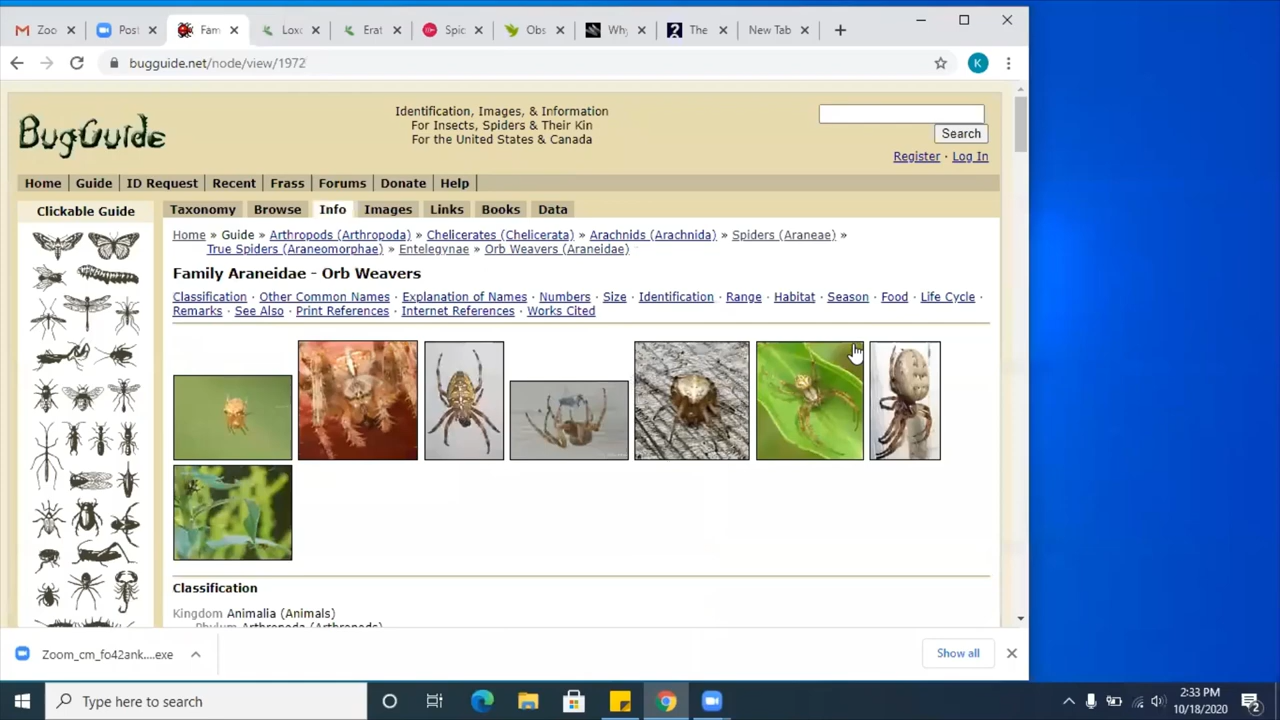 Zoo
Post
Fam
Loxo
Erat
Spic
Obs
Why
The
New Tab
bugguide.net/node/view/1972
K
BugGuide
Identification, Images, & Information
For Insects, Spiders & Their Kin
For the United States & Canada
Search
Register · Log In
Home Guide ID Request Recent Frass Forums Donate Help
Clickable Guide
Taxonomy Browse Info Images Links Books Data
Home » Guide » Arthropods (Arthropoda) » Chelicerates (Chelicerata) » Arachnids (Arachnida) » Spiders (Araneae) »
True Spiders (Araneomorphae) » Entelegynae » Orb Weavers (Araneidae)
Family Araneidae - Orb Weavers
Classification · Other Common Names · Explanation of Names · Numbers · Size · Identification · Range · Habitat · Season · Food · Life Cycle ·
Remarks · See Also · Print References · Internet References · Works Cited
Classification
Kingdom Animalia (Animals)
Phylum Arthropoda (Arthropods)
Zoom_cm_fo42ank....exe
Show all
Type here to search
2:33 PM
10/18/2020
2